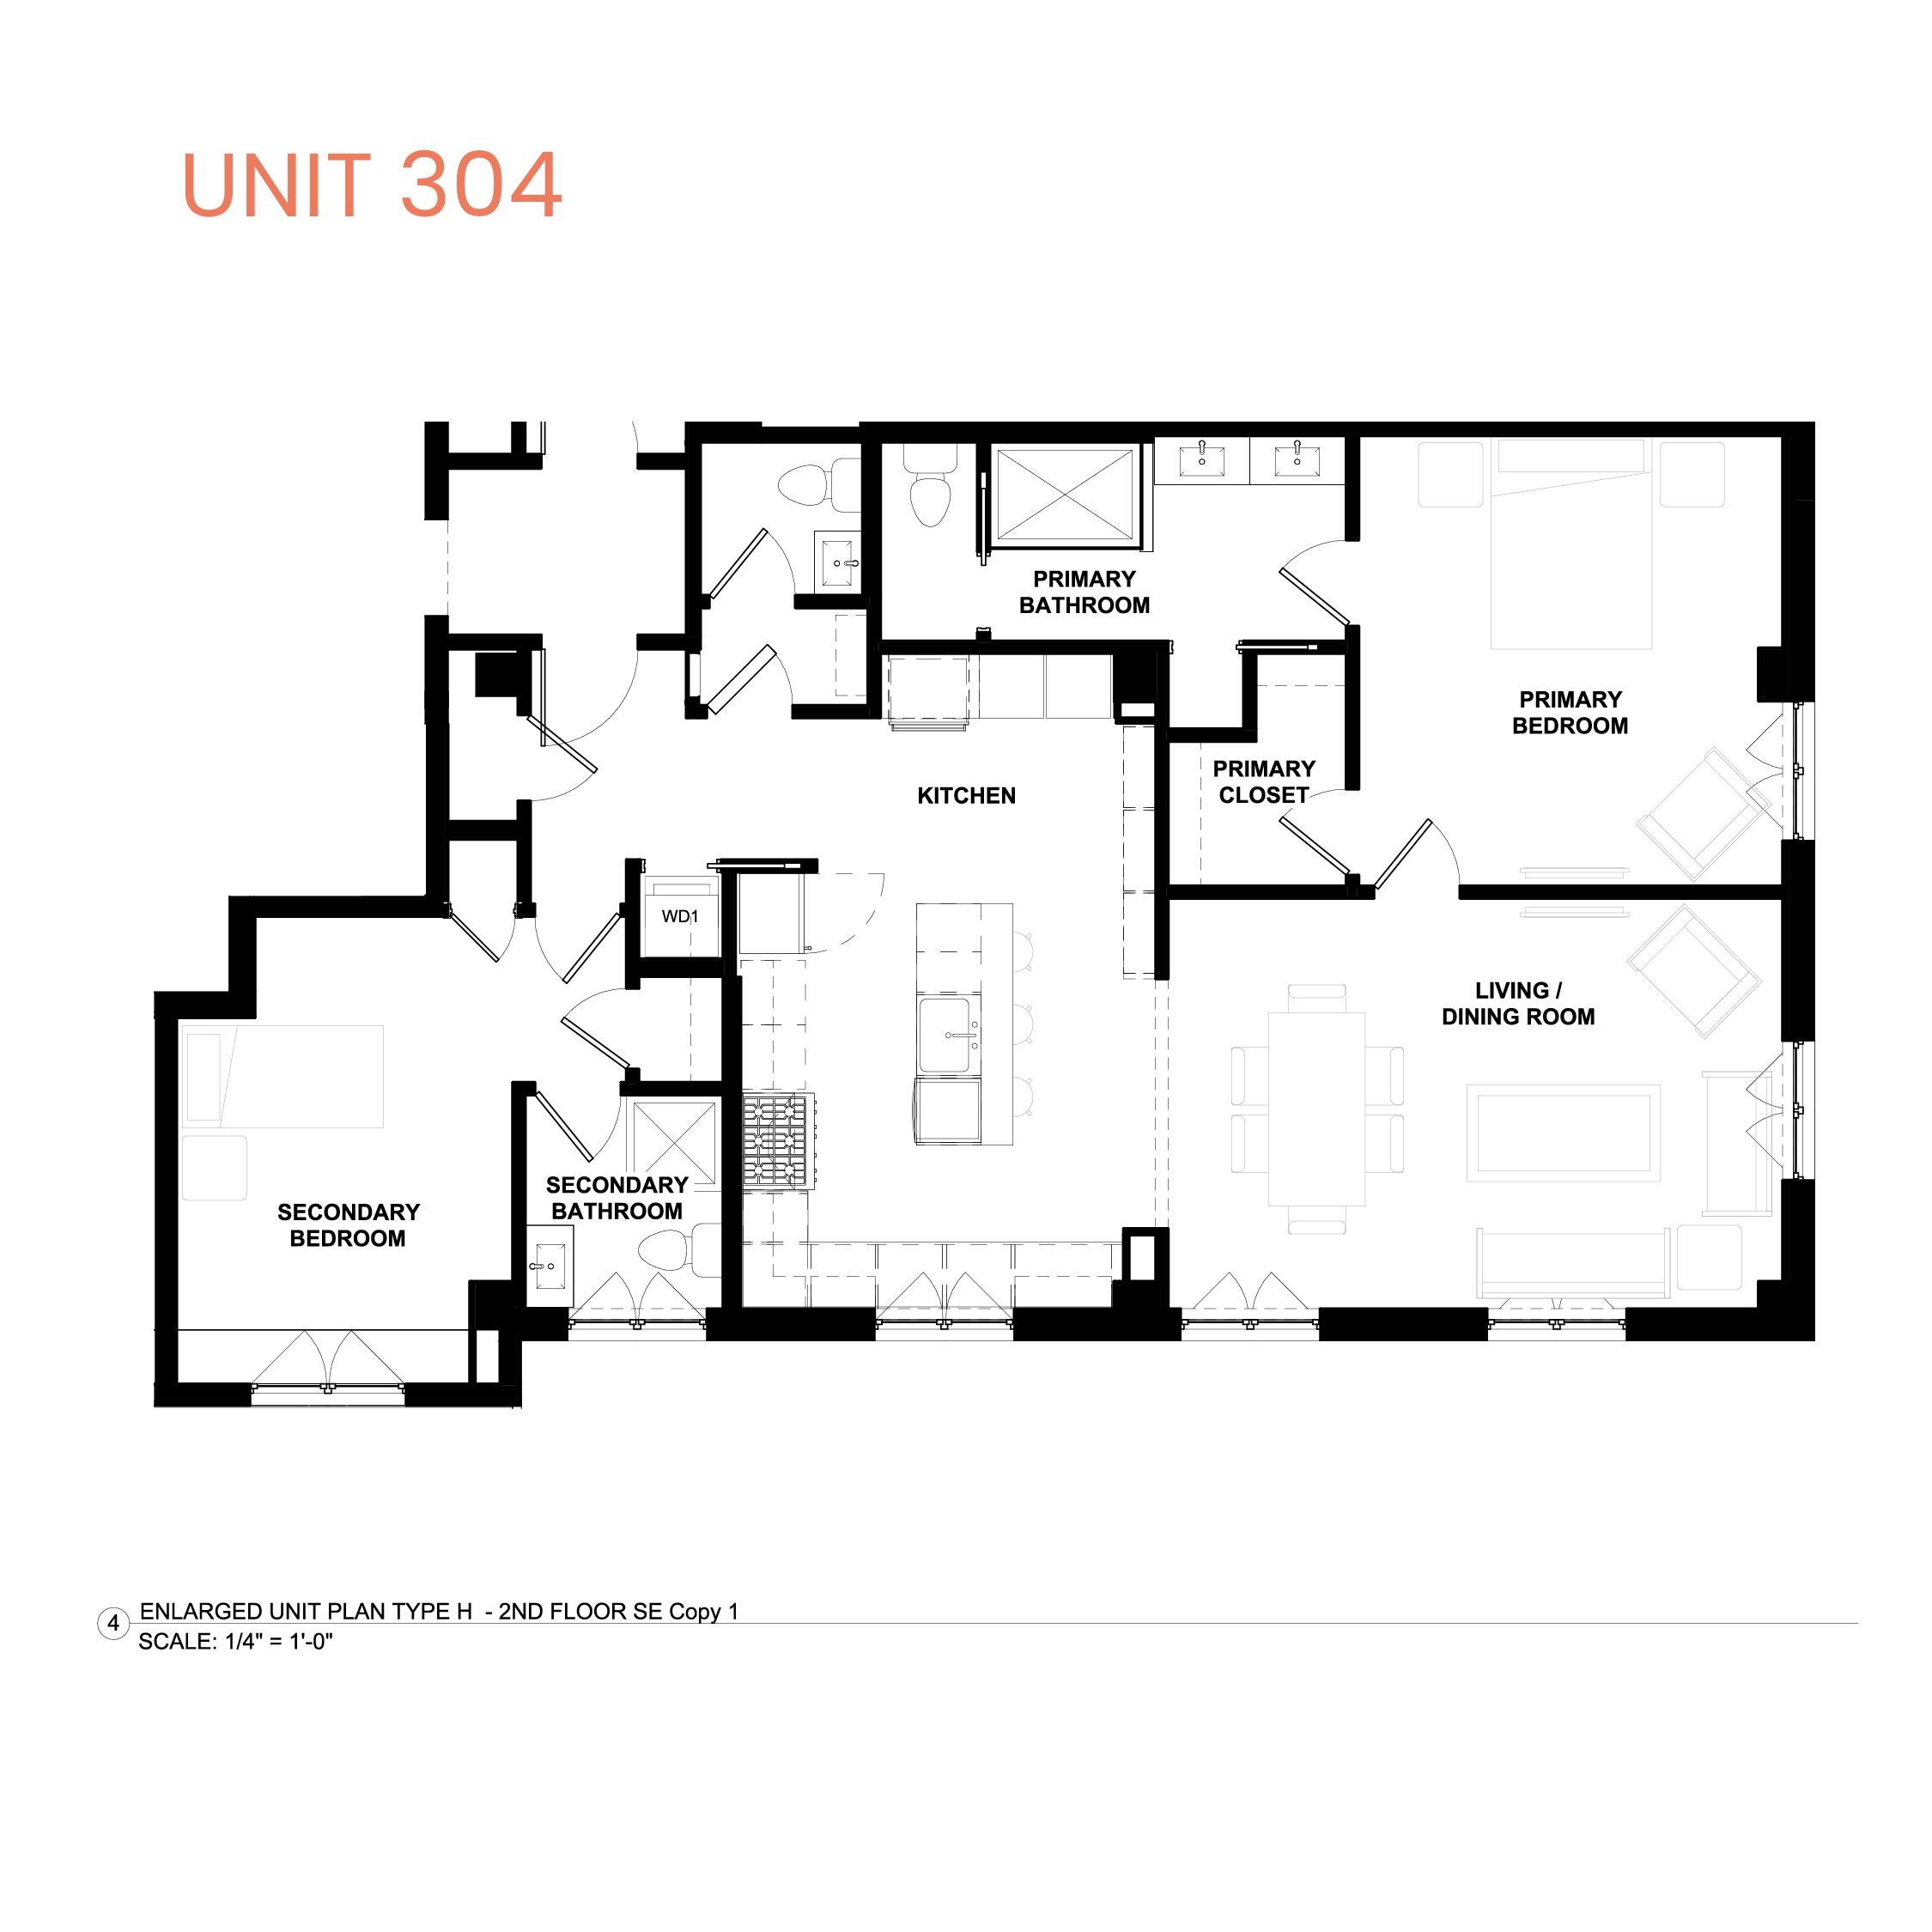 UNIT 304
PRIMARY
BATHROOM
PRIMARY
BEDROOM
PRIMARY
CLOSET
KITCHEN
WD1
LIVING /
DINING ROOM
SECONDARY
BATHROOM
SECONDARY
BEDROOM
4
ENLARGED UNIT PLAN TYPE H - 2ND FLOOR SE Copy 1
SCALE: 1/4" = 1'-0"